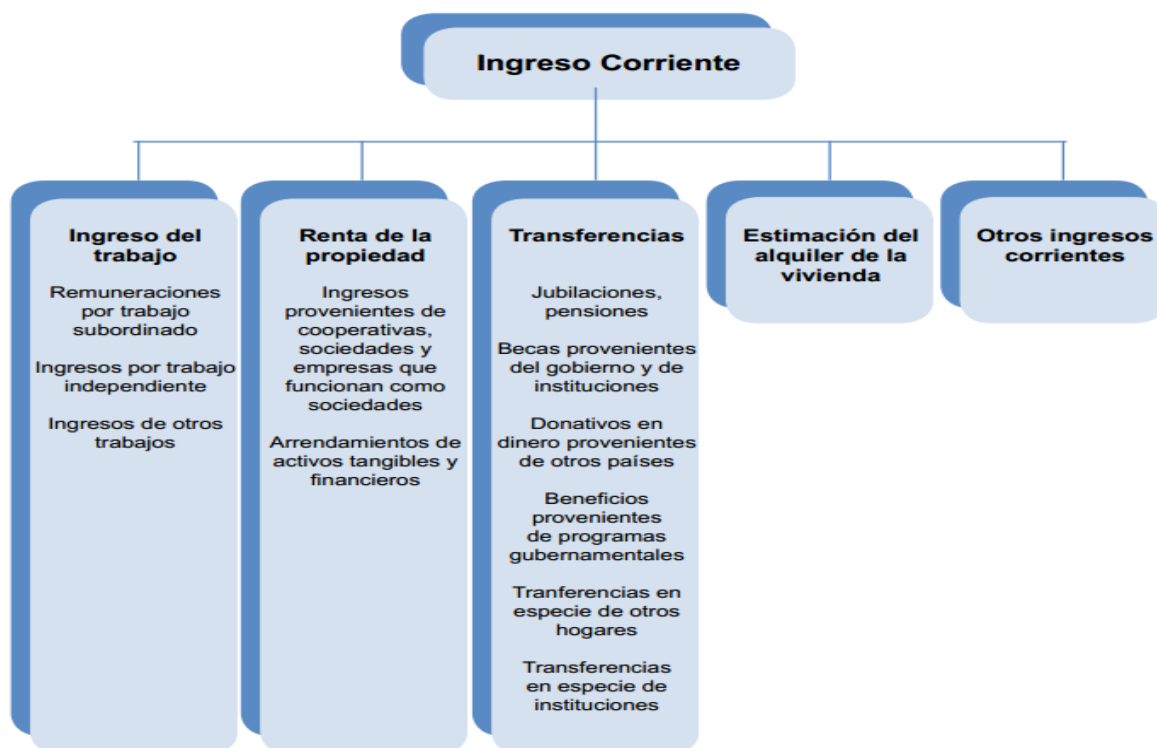 Ingreso Corriente
Ingreso del
trabajo
Remuneraciones
por trabajo
subordinado
Ingresos por trabajo
independiente
Ingresos de otros
trabajos
Renta de la
propiedad
Ingresos
provenientes de
cooperativas,
sociedades y
empresas que
funcionan como
sociedades
Arrendamientos de
activos tangibles y
financieros
Transferencias
Jubilaciones,
pensiones
Becas provenientes
del gobierno y de
instituciones
Donativos en
dinero provenientes
de otros países
Beneficios
provenientes
de programas
gubernamentales
Tranferencias en
especie de otros
hogares
Transferencias
en especie de
instituciones
Estimación del
alquiler de la
vivienda
Otros ingresos
corrientes